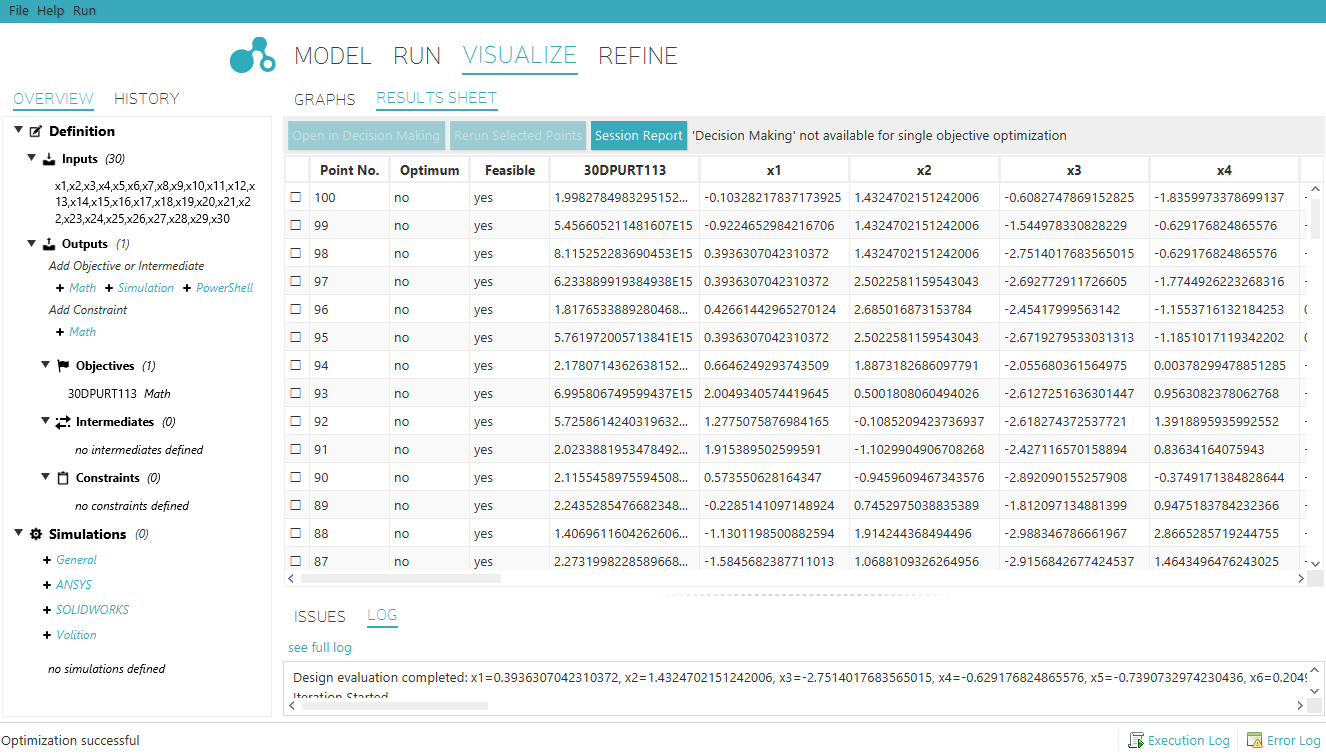 File Help Run
MODEL RUN VISUALIZE REFINE
OVERVIEW HISTORY
Definition
Inputs (30)
x1,x2,x3,x4,x5,x6,x7,x8,x9,x10,x11,x12,x
13,x14,x15,x16,x17,x18,x19,x20,x21,x2
2,x23,x24,x25,x26,x27,x28,x29,x30
Outputs (1)
Add Objective or Intermediate
+ Math + Simulation + PowerShell
Add Constraint
+ Math
Objectives (1)
30DPURT113 Math
Intermediates (0)
no intermediates defined
Constraints (0)
no constraints defined
Simulations (0)
+ General
+ ANSYS
+ SOLIDWORKS
+ Volition
no simulations defined
GRAPHS RESULTS SHEET
Open in Decision Making Rerun Selected Points Session Report 'Decision Making' not available for single objective optimization
Point No. Optimum Feasible 30DPURT113 x1 x2 x3 x4
100 no yes 1.9982784983295152... -0.10328217837173925 1.4324702151242006 -0.6082747869152825 -1.8359973378699137
99 no yes 5.456605211481607E15 -0.9224652984216706 1.4324702151242006 -1.544978330828229 -0.629176824865576
98 no yes 8.115252283690453E15 0.3936307042310372 1.4324702151242006 -2.7514017683565015 -0.629176824865576
97 no yes 6.233889919384938E15 0.3936307042310372 2.5022581159543043 -2.692772911726605 -1.7744926223268316
96 no yes 1.8176533889280468... 0.42661442965270124 2.685016873153784 -2.45417999563142 -1.1553716132184253
95 no yes 5.761972005713841E15 0.3936307042310372 2.5022581159543043 -2.6719279533031313 -1.1851017119342202
94 no yes 2.1780714362638152... 0.6646249293743509 1.8873182686097791 -2.055680361564975 0.00378299478851285
93 no yes 6.995806749599437E15 2.0049340574419645 0.5001808060494026 -2.6127251636301447 0.9563082378062768
92 no yes 5.7258614240319632... 1.2775075876984165 -0.1085209423736937 -2.618274372537721 1.3918895935992552
91 no yes 2.0233881953478492... 1.915389502599591 -1.1029904906708268 -2.427116570158894 0.83634164075943
90 no yes 2.1155458975594508... 0.573550628164347 -0.9459609467343576 -2.892090155257908 -0.3749171384828644
89 no yes 2.2435285476682348... -0.2285141097148924 0.7452975038835389 -1.812097134881399 0.9475183784232366
88 no yes 1.4069611604262606... -1.1301198500882594 1.914244368494496 -2.988346786661967 2.8665285719244755
87 no yes 2.2731998228589668... -1.5845682387711013 1.0688109326264956 -2.9156842677424537 1.4643496476243025
ISSUES LOG
see full log
Design evaluation completed: x1=0.3936307042310372, x2=1.4324702151242006, x3=-2.7514017683565015, x4=-0.629176824865576, x5=-0.7390732974230436, x6=0.2049
Iteration Started
Optimization successful
Execution Log Error Log